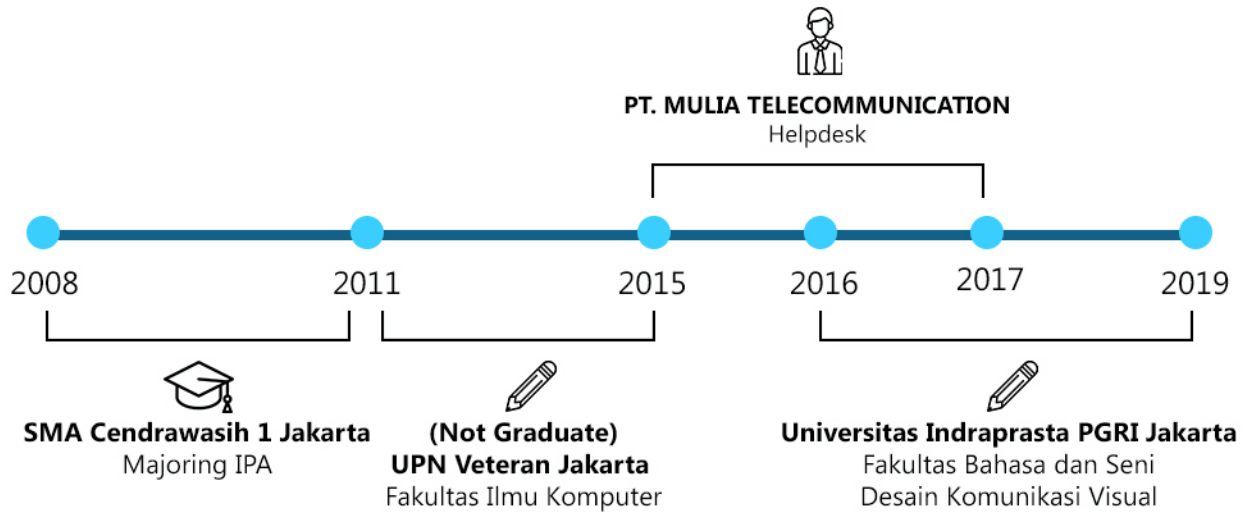 PT. MULIA TELECOMMUNICATION
Helpdesk
2008
2011
2015
2016
2017
2019
SMA Cendrawasih 1 Jakarta
Majoring IPA
(Not Graduate)
UPN Veteran Jakarta
Fakultas Ilmu Komputer
Universitas Indraprasta PGRI Jakarta
Fakultas Bahasa dan Seni
Desain Komunikasi Visual